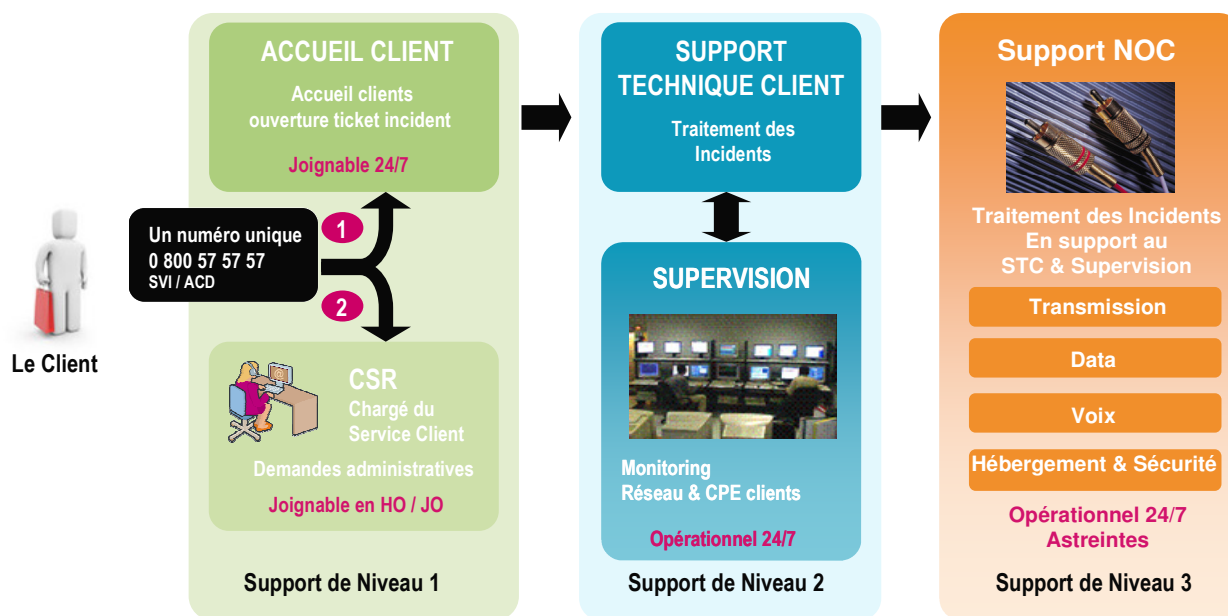 Le Client
Un numéro unique
0 800 57 57 57
SVI / ACD
1
2
ACCUEIL CLIENT
Accueil clients
ouverture ticket incident
Joignable 24/7
CSR
Chargé du
Service Client
Demandes administratives
Joignable en HO / JO
Support de Niveau 1
SUPPORT
TECHNIQUE CLIENT
Traitement des
Incidents
SUPERVISION
Monitoring
Réseau & CPE clients
Opérationnel 24/7
Support de Niveau 2
Support NOC
Traitement des Incidents
En support au
STC & Supervision
Transmission
Data
Voix
Hébergement & Sécurité
Opérationnel 24/7
Astreintes
Support de Niveau 3